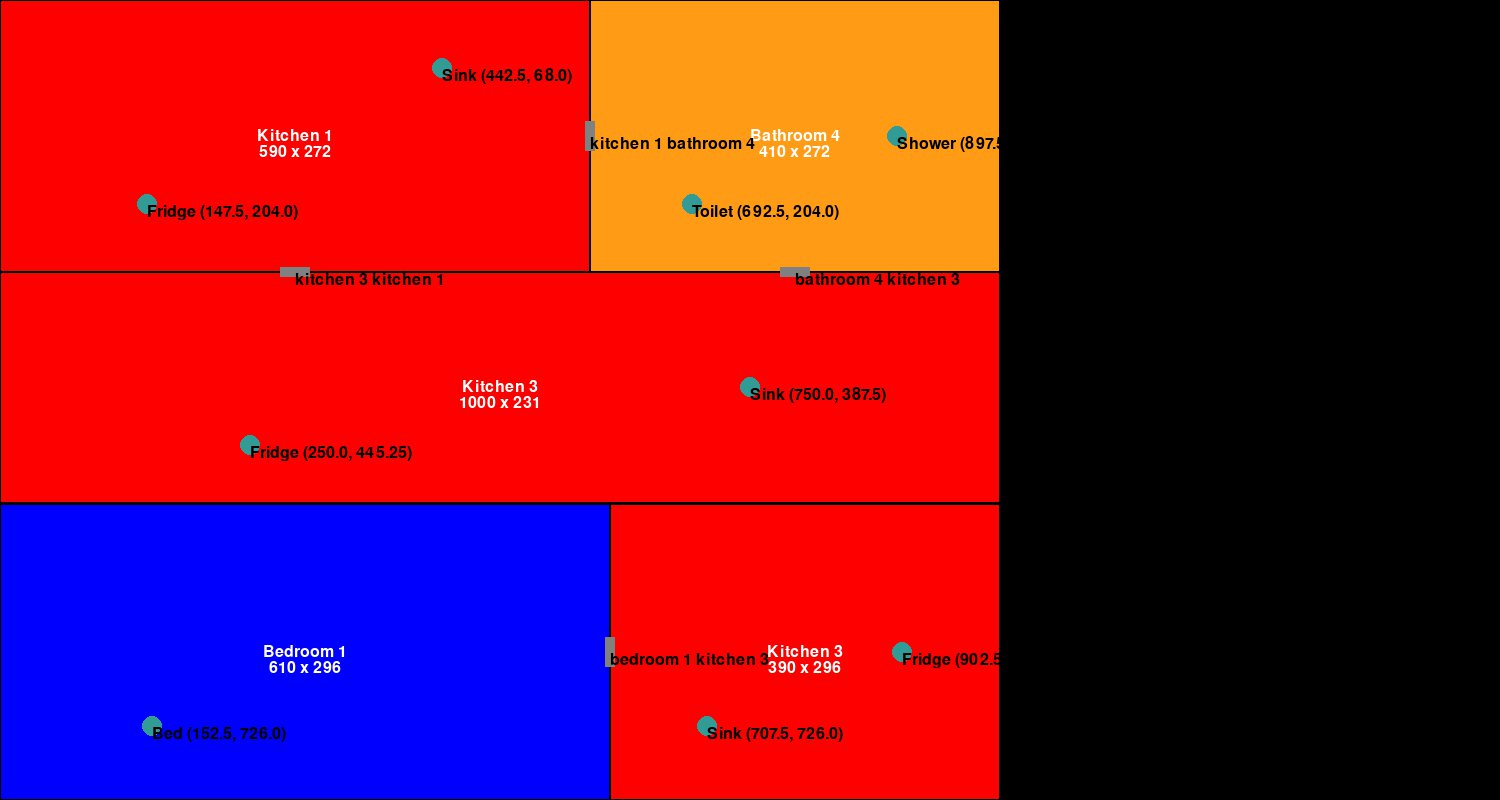 Sink (442.5, 68.0)
Kitchen 1
590 x 272
kitchen 1 bathroom 4
Bathroom 4
410 x 272
Shower (897.5
Fridge (147.5, 204.0)
Toilet (692.5, 204.0)
kitchen 3 kitchen 1
bathroom 4 kitchen 3
Kitchen 3
1000 x 231
Sink (750.0, 387.5)
Fridge (250.0, 445.25)
Bedroom 1
610 x 296
bedroom 1 kitchen 3
Kitchen 3
390 x 296
Fridge (902.5
Bed (152.5, 726.0)
Sink (707.5, 726.0)